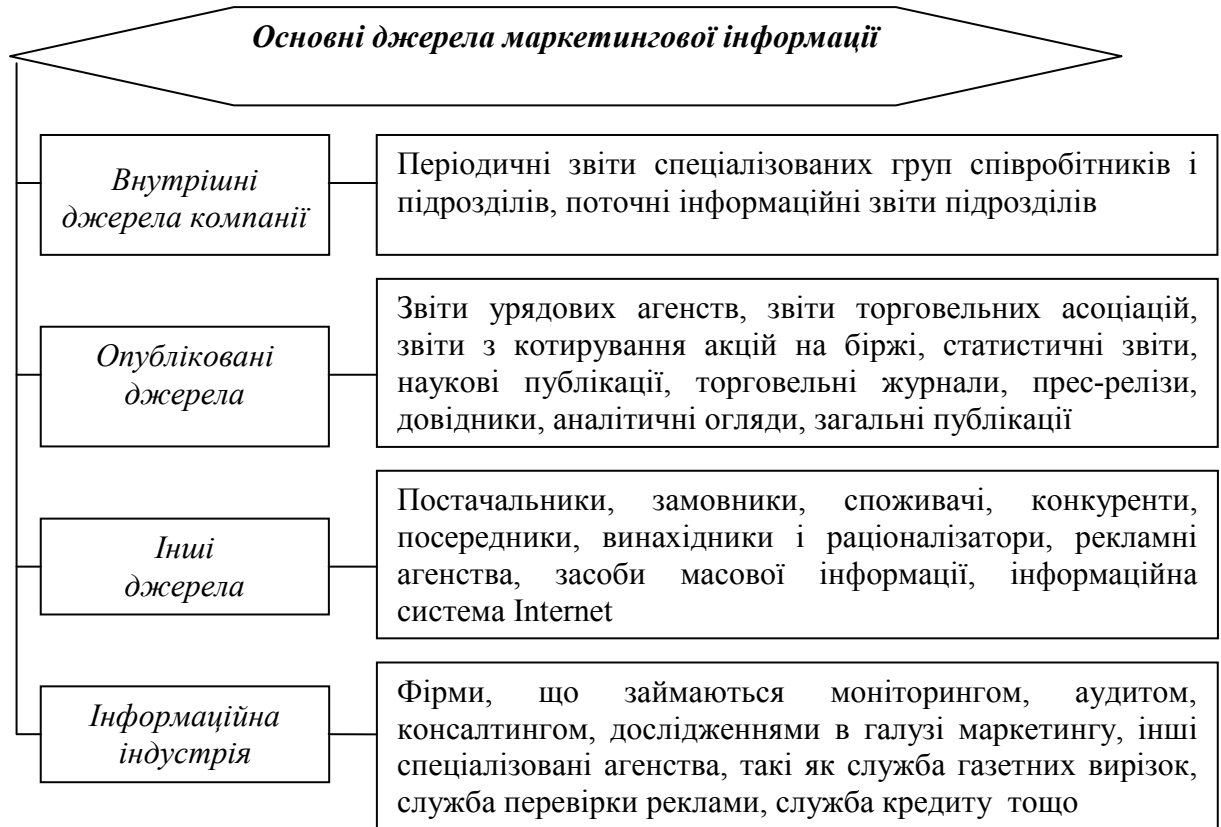 Основні джерела маркетингової інформації
Внутрішні
джерела компанії
Періодичні звіти спеціалізованих груп співробітників і
підрозділів, поточні інформаційні звіти підрозділів
Опубліковані
джерела
Звіти урядових агенств, звіти торговельних асоціацій,
звіти з котирування акцій на біржі, статистичні звіти,
наукові публікації, торговельні журнали, прес-релізи,
довідники, аналітичні огляди, загальні публікації
Інші
джерела
Постачальники, замовники, споживачі, конкуренти,
посередники, винахідники і раціоналізатори, рекламні
агенства, засоби масової інформації, інформаційна
система Internet
Інформаційна
індустрія
Фірми, що займаються моніторингом, аудитом,
консалтингом, дослідженнями в галузі маркетингу, інші
спеціалізовані агенства, такі як служба газетних вирізок,
служба перевірки реклами, служба кредиту тощо